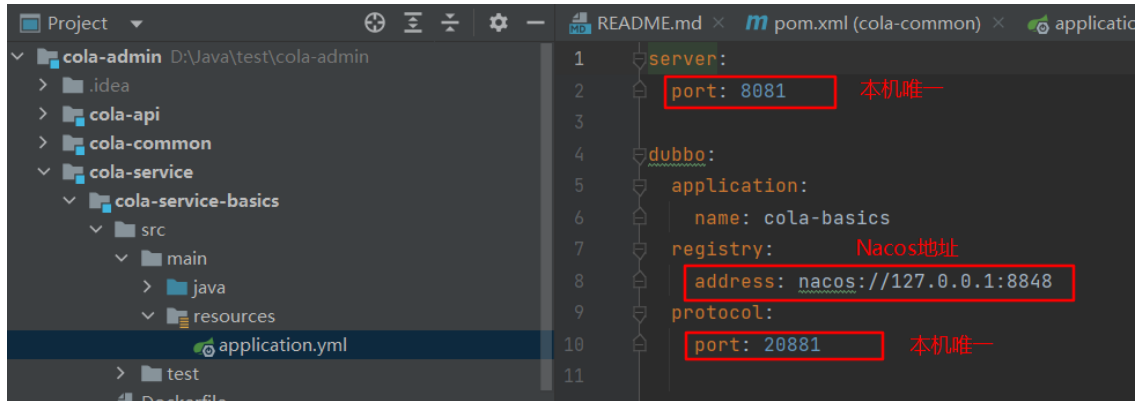 Project
README.md
pom.xml (cola-common)
applicatio
cola-admin D:\Java\test\cola-admin
.idea
cola-api
cola-common
cola-service
cola-service-basics
src
main
java
resources
application.yml
test
Dockerfile
1 server:
2 port: 8081 本机唯一
3
4 dubbo:
5 application:
6 name: cola-basics
7 registry: Nacos地址
8 address: nacos://127.0.0.1:8848
9 protocol:
10 port: 20881 本机唯一
11